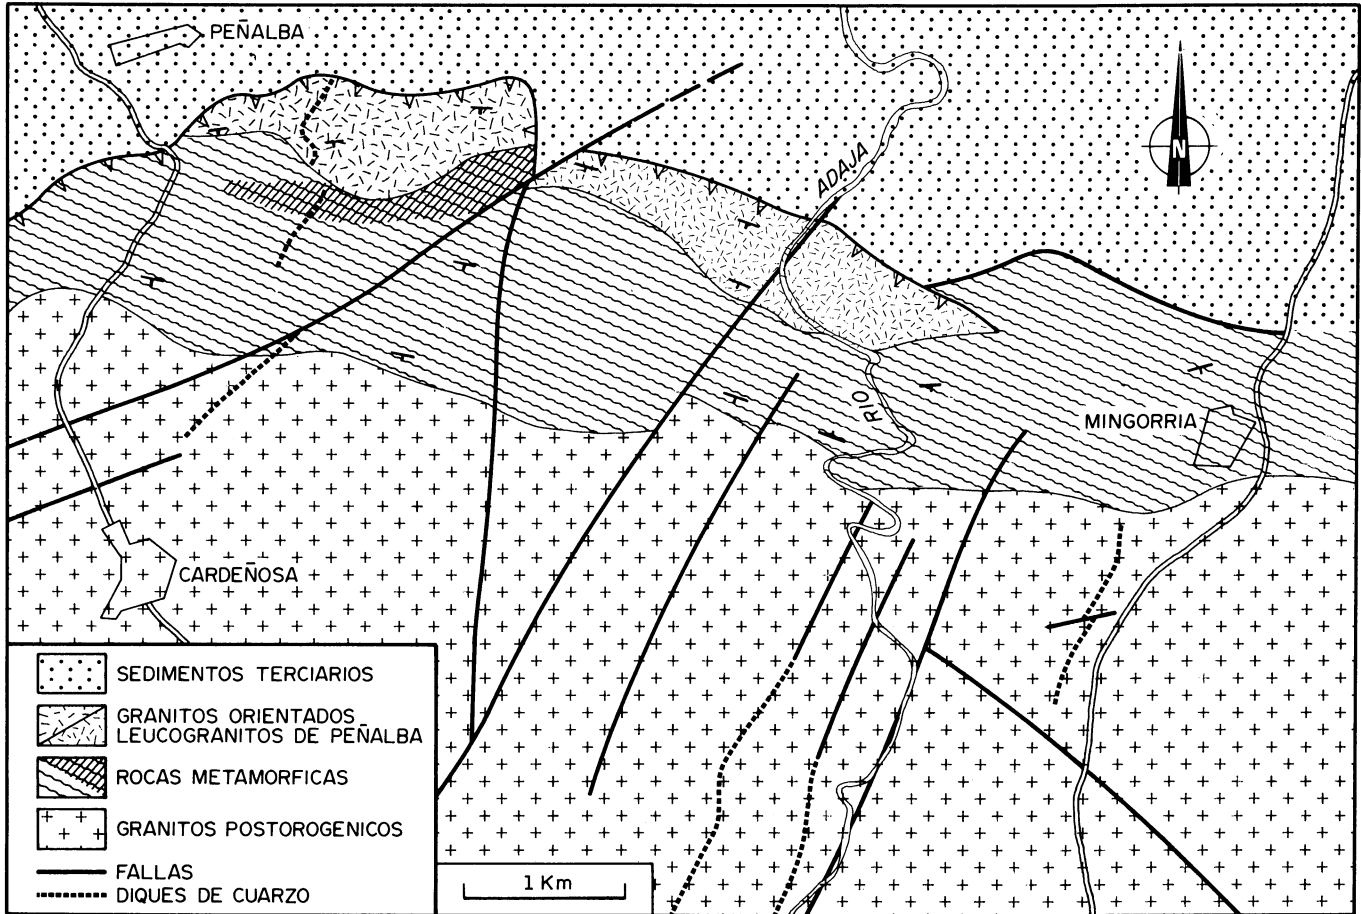 PEÑALBA
ADAJA
N
RIO
MINGORRIA
CARDEÑOSA
SEDIMENTOS TERCIARIOS
GRANITOS ORIENTADOS
LEUCOGRANITOS DE PEÑALBA
ROCAS METAMORFICAS
GRANITOS POSTOROGENICOS
FALLAS
DIQUES DE CUARZO
1 Km